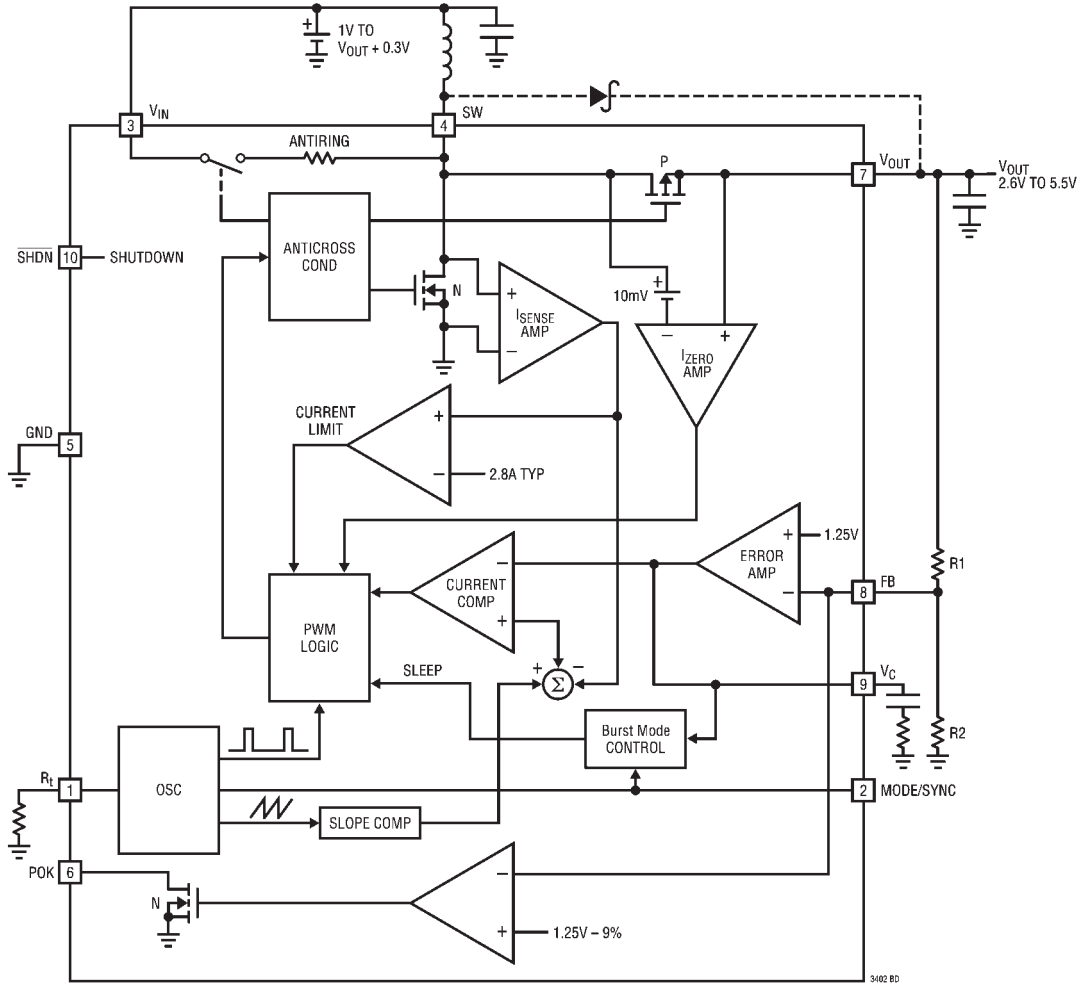 +
1V TO
VOUT + 0.3V
VIN
SW
3
4
ANTIRING
P
VOUT
7
VOUT
2.6V TO 5.5V
SHDN
10
SHUTDOWN
ANTICROSS
COND
N
+
ISENSE
AMP
–
+
10mV
–
+
IZERO
AMP
GND
5
CURRENT
LIMIT
+
–
2.8A TYP
+
1.25V
ERROR
AMP
–
FB
8
R1
–
CURRENT
COMP
+
PWM
LOGIC
SLEEP
+
–
Σ
VC
9
Burst Mode
CONTROL
R2
Rt
1
OSC
2
MODE/SYNC
SLOPE COMP
POK
6
N
–
+
1.25V – 9%
3402 BD